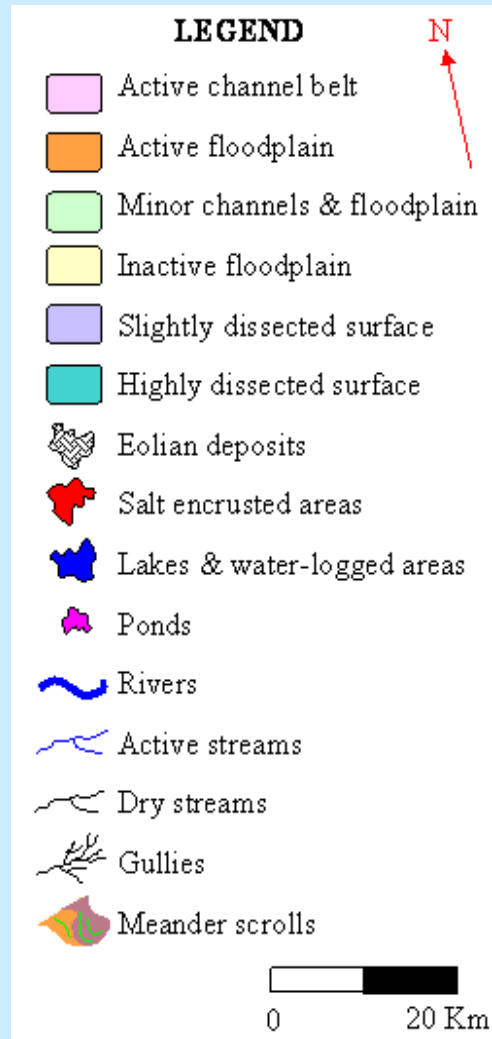 LEGEND N
Active channel belt
Active floodplain
Minor channels & floodplain
Inactive floodplain
Slightly dissected surface
Highly dissected surface
Eolian deposits
Salt encrusted areas
Lakes & water-logged areas
Ponds
Rivers
Active streams
Dry streams
Gullies
Meander scrolls
0 20 Km